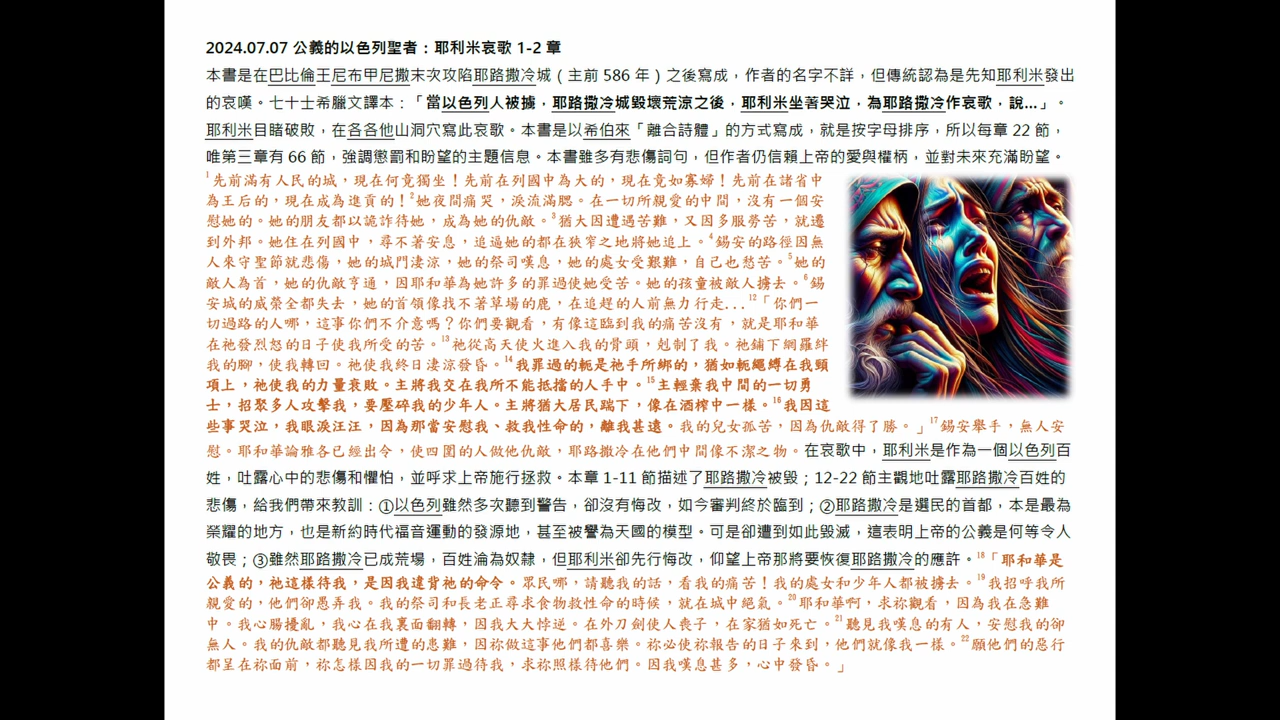 2024.07.07 公義的以色列聖者：耶利米哀歌 1-2 章
本書是在巴比倫王尼布甲尼撒末次攻陷耶路撒冷城（主前 586 年）之後寫成，作者的名字不詳，但傳統認為是先知耶利米發出
的哀嘆。七十士希臘文譯本：「當以色列人被擄，耶路撒冷城毀壞荒涼之後，耶利米坐著哭泣，為耶路撒冷作哀歌，說…」。
耶利米目睹破敗，在各各他山洞穴寫此哀歌。本書是以希伯來「離合詩體」的方式寫成，就是按字母排序，所以每章 22 節，
唯第三章有 66 節，強調懲罰和盼望的主題信息。本書雖多有悲傷詞句，但作者仍信賴上帝的愛與權柄，並對未來充滿盼望。
1先前滿有人民的城，現在何竟獨坐！先前在列國中為大的，現在竟如寡婦！先前在諸省中
為王后的，現在成為進貢的！2她夜間痛哭，淚流滿腮。在一切所親愛的中間，沒有一個安
慰她的。她的朋友都以詭詐待她，成為她的仇敵。3猶大因遭遇苦難，又因多服勞苦，就遷
到外邦。她住在列國中，尋不著安息，追逼她的都在狹窄之地將她追上。4錫安的路徑因無
人來守聖節就悲傷，她的城門淒涼，她的祭司嘆息，她的處女受艱難，自己也愁苦。5她的
敵人為首，她的仇敵亨通，因耶和華為她許多的罪過使她受苦。她的孩童被敵人擄去。6錫
安城的威榮全都失去，她的首領像找不著草場的鹿，在追趕的人前無力行走...12「你們一
切過路的人哪，這事你們不介意嗎？你們要觀看，有像這臨到我的痛苦沒有，就是耶和華
在祂發烈怒的日子使我所受的苦。13祂從高天使火進入我的骨頭，剋制了我。祂鋪下網羅絆
我的腳，使我轉回。祂使我終日淒涼發昏。14我罪過的軛是祂手所綁的，猶如軛繩縛在我頸
項上，祂使我的力量衰敗。主將我交在我所不能抵擋的人手中。15主輕棄我中間的一切勇
士，招聚多人攻擊我，要壓碎我的少年人。主將猶大居民踹下，像在酒榨中一樣。16我因這
些事哭泣，我眼淚汪汪，因為那當安慰我、救我性命的，離我甚遠。我的兒女孤苦，因為仇敵得了勝。」17錫安舉手，無人安
慰。耶和華論雅各已經出令，使四圍的人做他仇敵，耶路撒冷在他們中間像不潔之物。在哀歌中，耶利米是作為一個以色列百
姓，吐露心中的悲傷和懼怕，並呼求上帝施行拯救。本章 1-11 節描述了耶路撒冷被毀；12-22 節主觀地吐露耶路撒冷百姓的
悲傷，給我們帶來教訓：①以色列雖然多次聽到警告，卻沒有悔改，如今審判終於臨到；②耶路撒冷是選民的首都，本是最為
榮耀的地方，也是新約時代福音運動的發源地，甚至被譽為天國的模型。可是卻遭到如此毀滅，這表明上帝的公義是何等令人
敬畏；③雖然耶路撒冷已成荒場，百姓淪為奴隸，但耶利米卻先行悔改，仰望上帝那將要恢復耶路撒冷的應許。18「耶和華是
公義的，祂這樣待我，是因我違背祂的命令。眾民哪，請聽我的話，看我的痛苦！我的處女和少年人都被擄去。19我招呼我所
親愛的，他們卻愚弄我。我的祭司和長老正尋求食物救性命的時候，就在城中絕氣。20耶和華啊，求祢觀看，因為我在急難
中。我心腸擾亂，我心在我裏面翻轉，因我大大悖逆。在外刀劍使人喪子，在家猶如死亡。21聽見我嘆息的有人，安慰我的卻
無人。我的仇敵都聽見我所遭的患難，因祢做這事他們都喜樂。祢必使祢報告的日子來到，他們就像我一樣。22願他們的惡行
都呈在祢面前，祢怎樣因我的一切罪過待我，求祢照樣待他們。因我嘆息甚多，心中發昏。」